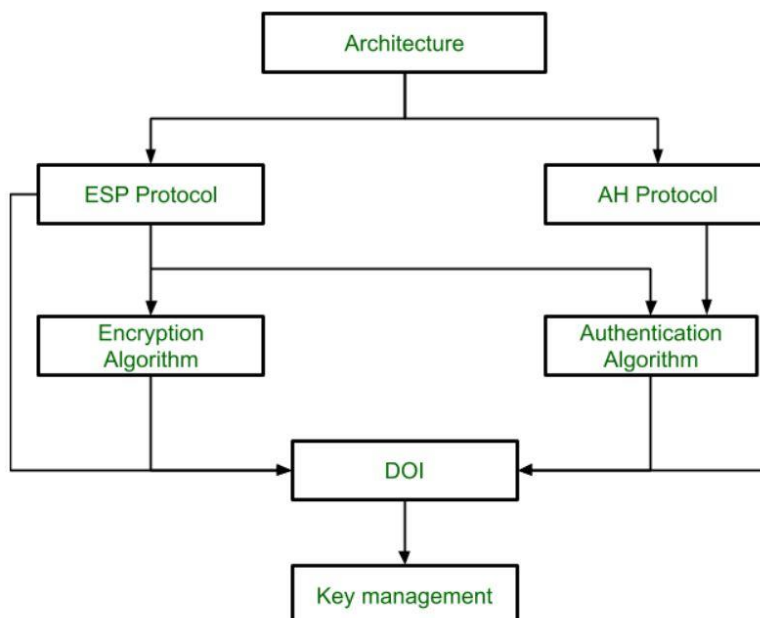 Architecture
ESP Protocol
AH Protocol
Encryption
Algorithm
Authentication
Algorithm
DOI
Key management